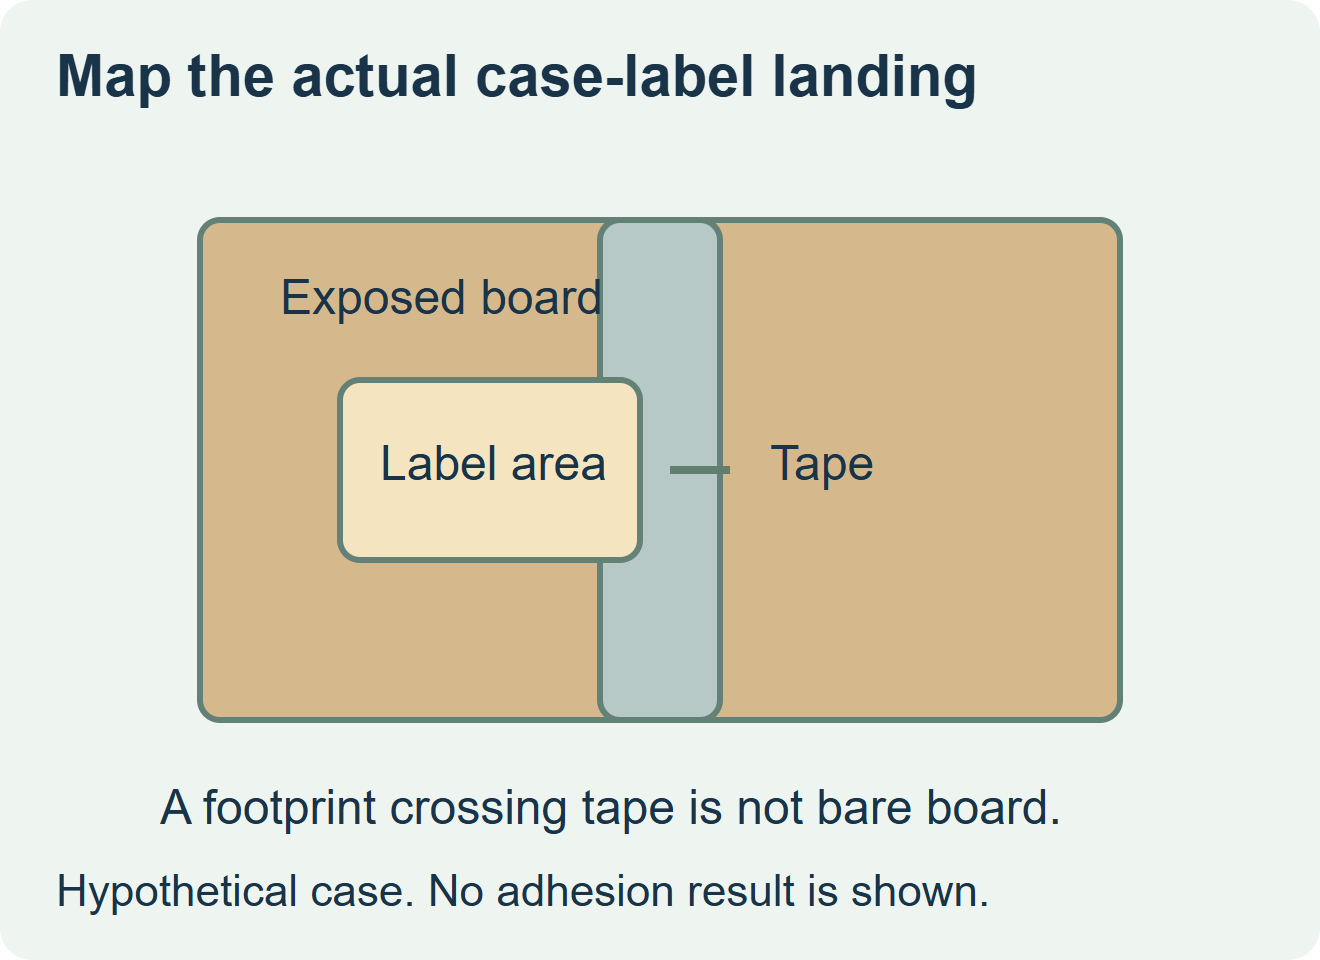 Map the actual case-label landing
Exposed board
Label area
Tape
A footprint crossing tape is not bare board.
Hypothetical case. No adhesion result is shown.